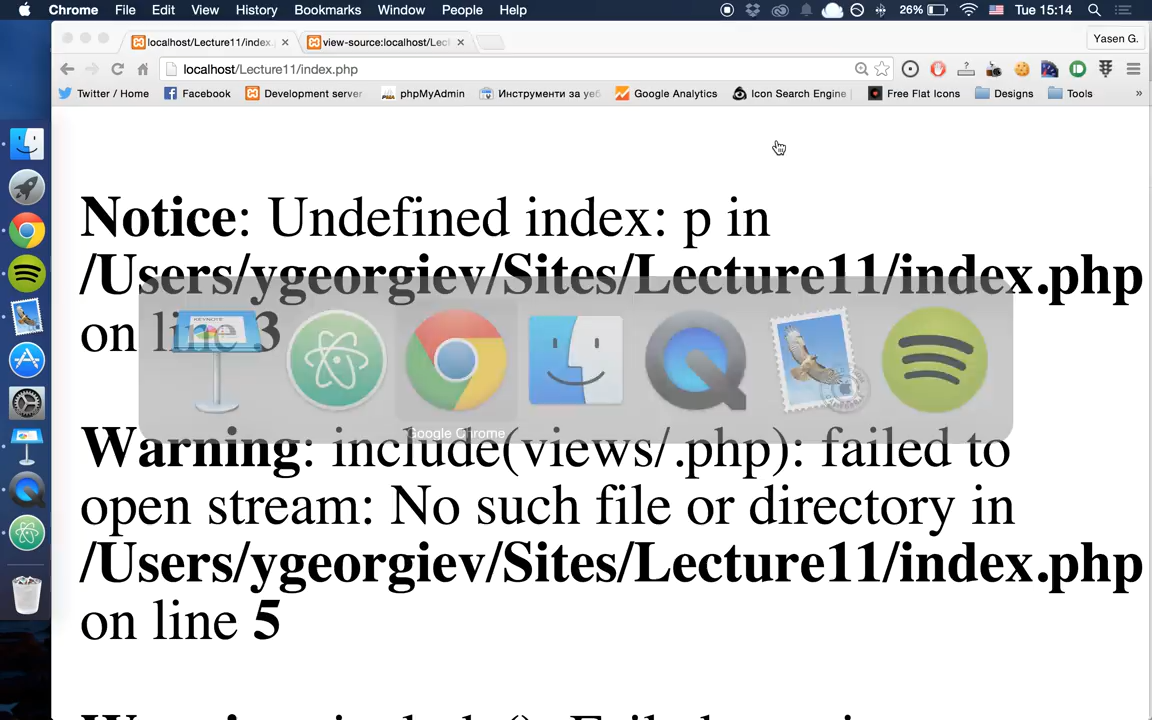 Chrome File Edit View History Bookmarks Window People Help 26% Tue 15:14
localhost/Lecture11/index. view-source:localhost/Lec Yasen G.
localhost/Lecture11/index.php
Twitter / Home Facebook Development server phpMyAdmin Инструменти за уеб Google Analytics Icon Search Engine Free Flat Icons Designs Tools »
Notice: Undefined index: p in
/Users/ygeorgiev/Sites/Lecture11/index.php
on line 3
KEYNOTE
Google Chrome
Warning: include(views/.php): failed to
open stream: No such file or directory in
/Users/ygeorgiev/Sites/Lecture11/index.php
on line 5